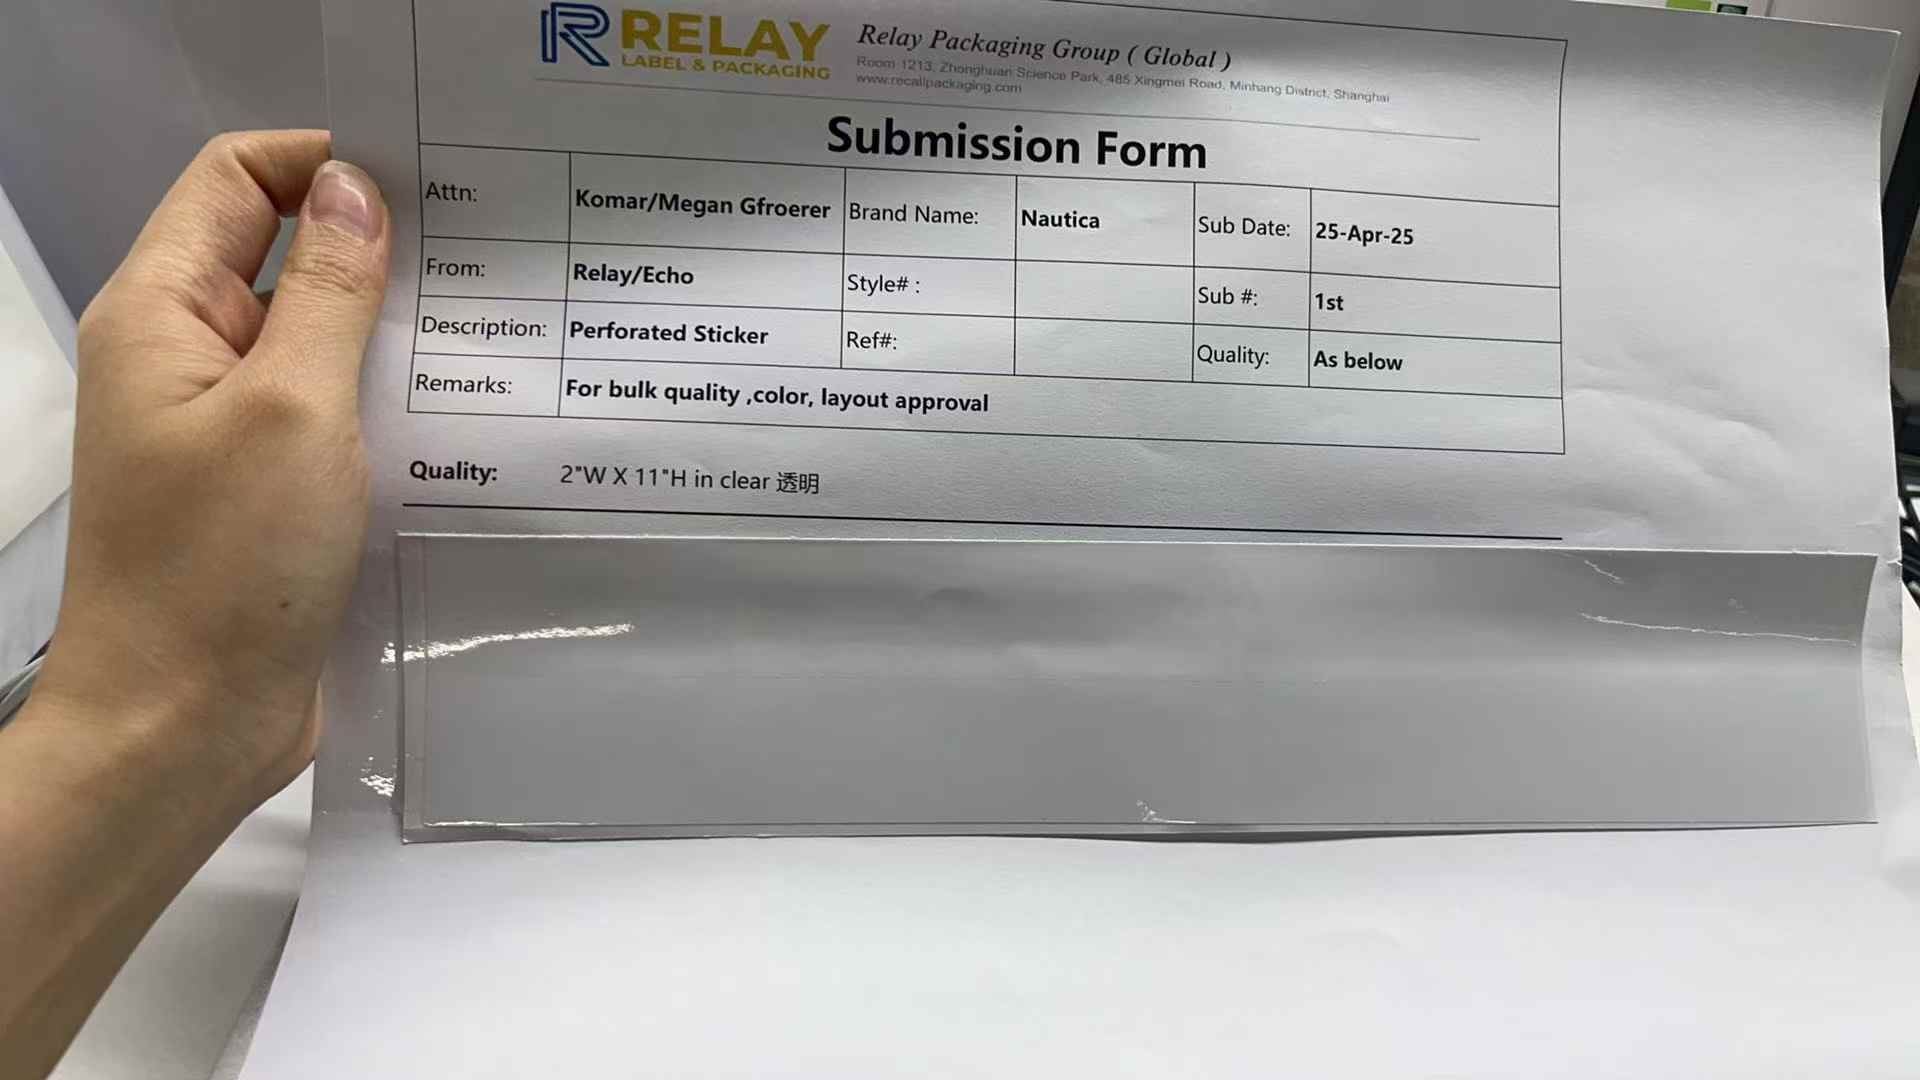 RELAY
LABEL & PACKAGING
Relay Packaging Group ( Global )
Room 1213, Zhonghuan Science Park, 485 Xingmei Road, Minhang District, Shanghai
www.recallpackaging.com
Submission Form
Attn: Komar/Megan Gfroerer Brand Name: Nautica Sub Date: 25-Apr-25
From: Relay/Echo Style# : Sub #: 1st
Description: Perforated Sticker Ref#: Quality: As below
Remarks: For bulk quality ,color, layout approval
Quality: 2"W X 11"H in clear 透明